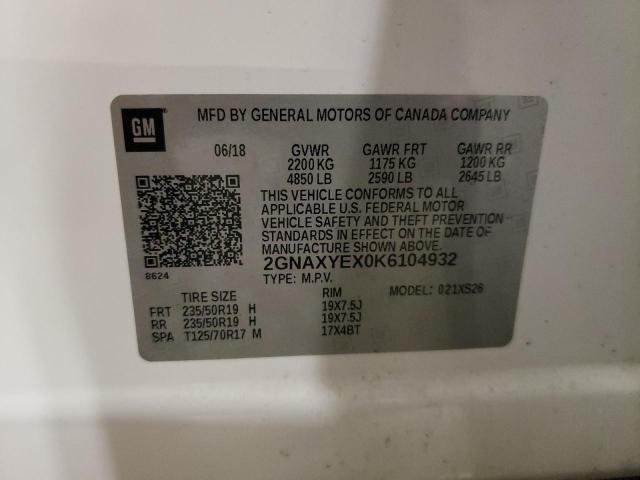 GM
MFD BY GENERAL MOTORS OF CANADA COMPANY
06/18 GVWR GAWR FRT GAWR RR
2200 KG 1175 KG 1200 KG
4850 LB 2590 LB 2645 LB
THIS VEHICLE CONFORMS TO ALL
APPLICABLE U.S. FEDERAL MOTOR
VEHICLE SAFETY AND THEFT PREVENTION
STANDARDS IN EFFECT ON THE DATE OF
MANUFACTURE SHOWN ABOVE.
8624 2GNAXYEX0K6104932
TYPE: M.P.V. MODEL: 021XS26
TIRE SIZE RIM
FRT 235/50R19 H 19X7.5J
RR 235/50R19 H 19X7.5J
SPA T125/70R17 M 17X4BT